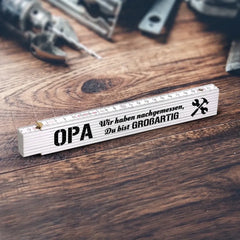 OPA
Wir haben nachgemessen,
Du bist GROẞARTIG